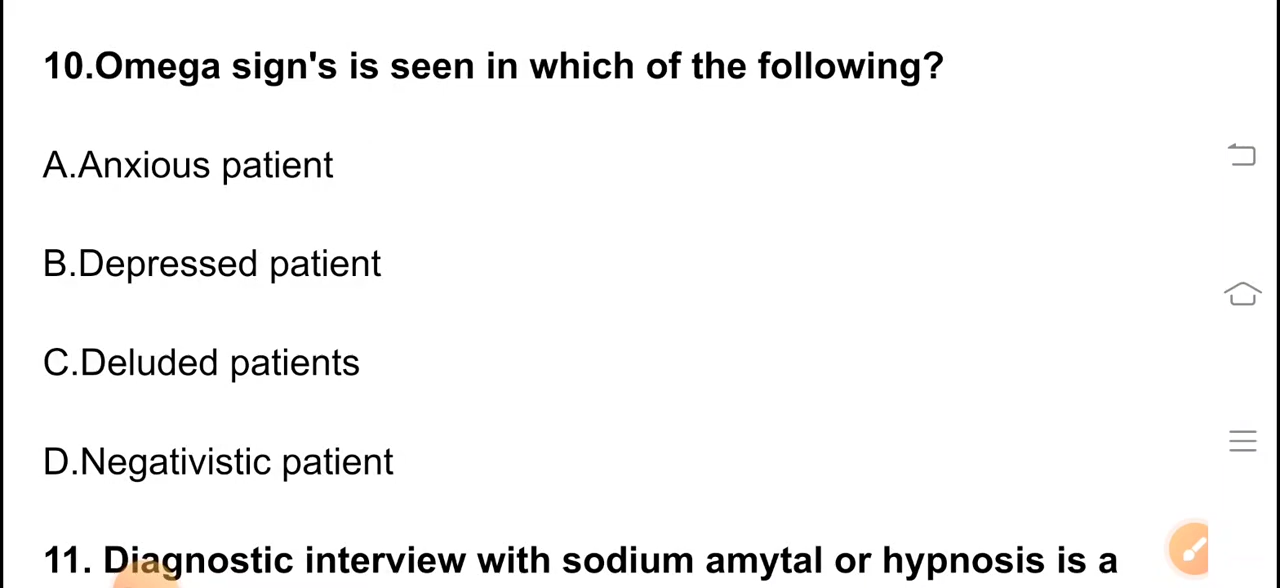 10.Omega sign's is seen in which of the following?
A.Anxious patient
B.Depressed patient
C.Deluded patients
D.Negativistic patient
11. Diagnostic interview with sodium amytal or hypnosis is a